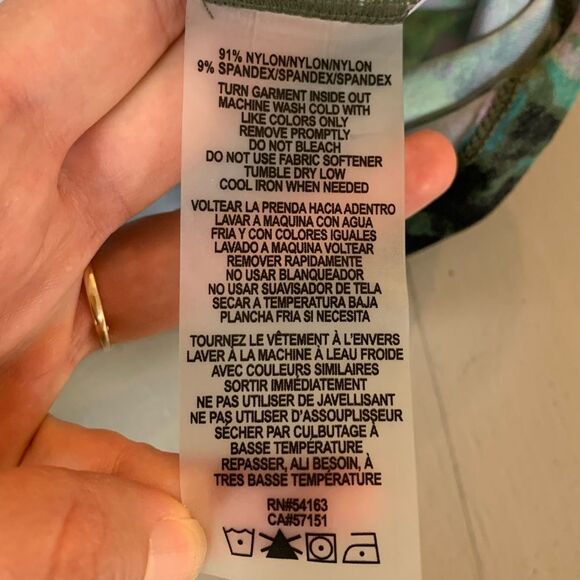 91% NYLON/NYLON/NYLON
9% SPANDEX/SPANDEX/SPANDEX
TURN GARMENT INSIDE OUT
MACHINE WASH COLD WITH
LIKE COLORS ONLY
REMOVE PROMPTLY
DO NOT BLEACH
DO NOT USE FABRIC SOFTENER
TUMBLE DRY LOW
COOL IRON WHEN NEEDED
VOLTEAR LA PRENDA HACIA ADENTRO
LAVAR A MAQUINA CON AGUA
FRIA Y CON COLORES IGUALES
LAVADO A MAQUINA VOLTEAR
REMOVER RAPIDAMENTE
NO USAR BLANQUEADOR
NO USAR SUAVISADOR DE TELA
SECAR A TEMPERATURA BAJA
PLANCHA FRIA SI NECESITA
TOURNEZ LE VÊTEMENT À L'ENVERS
LAVER À LA MACHINE À LEAU FROIDE
AVEC COULEURS SIMILAIRES
SORTIR IMMÉDIATEMENT
NE PAS UTILISER DE JAVELLISANT
NE PAS UTILISER D'ASSOUPLISEUR
SÉCHER PAR CULBUTAGE À
BASSE TEMPÉRATURE
REPASSER, ALI BESOIN, À
TRES BASSE TEMPÉRATURE
RN#54163
CA#57151